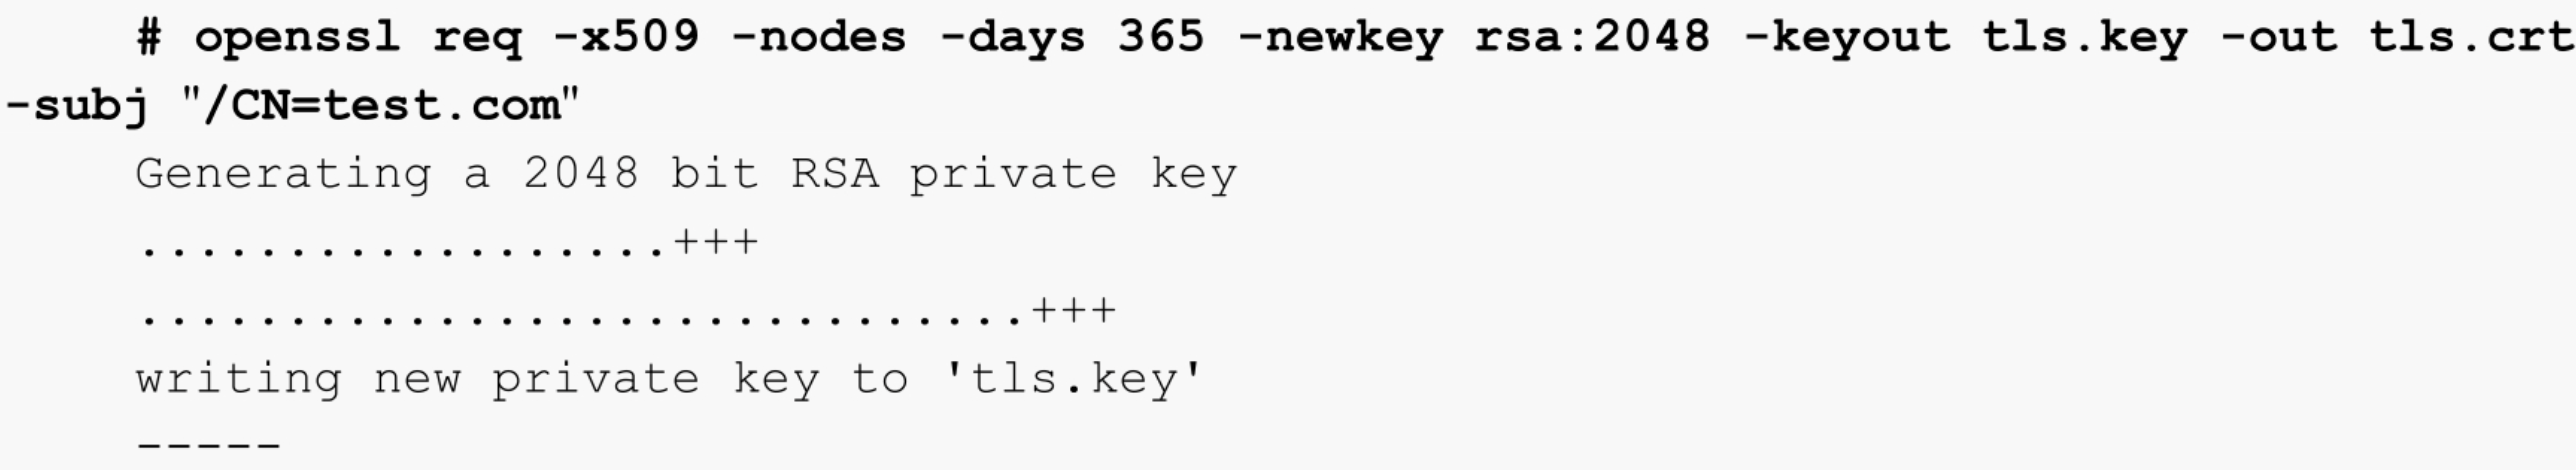 # openssl req -x509 -nodes -days 365 -newkey rsa:2048 -keyout tls.key -out tls.crt
-subj "/CN=test.com"
Generating a 2048 bit RSA private key
..................+++
..............................+++
writing new private key to 'tls.key'
-----